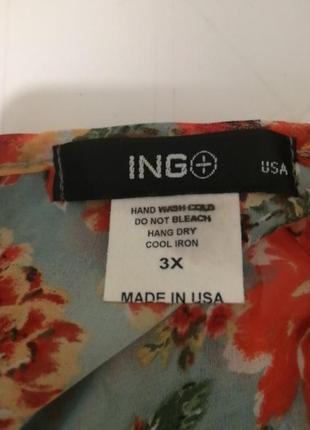 ING+
USA
HAND WASH COLD
DO NOT BLEACH
HANG DRY
COOL IRON
3X
MADE IN USA